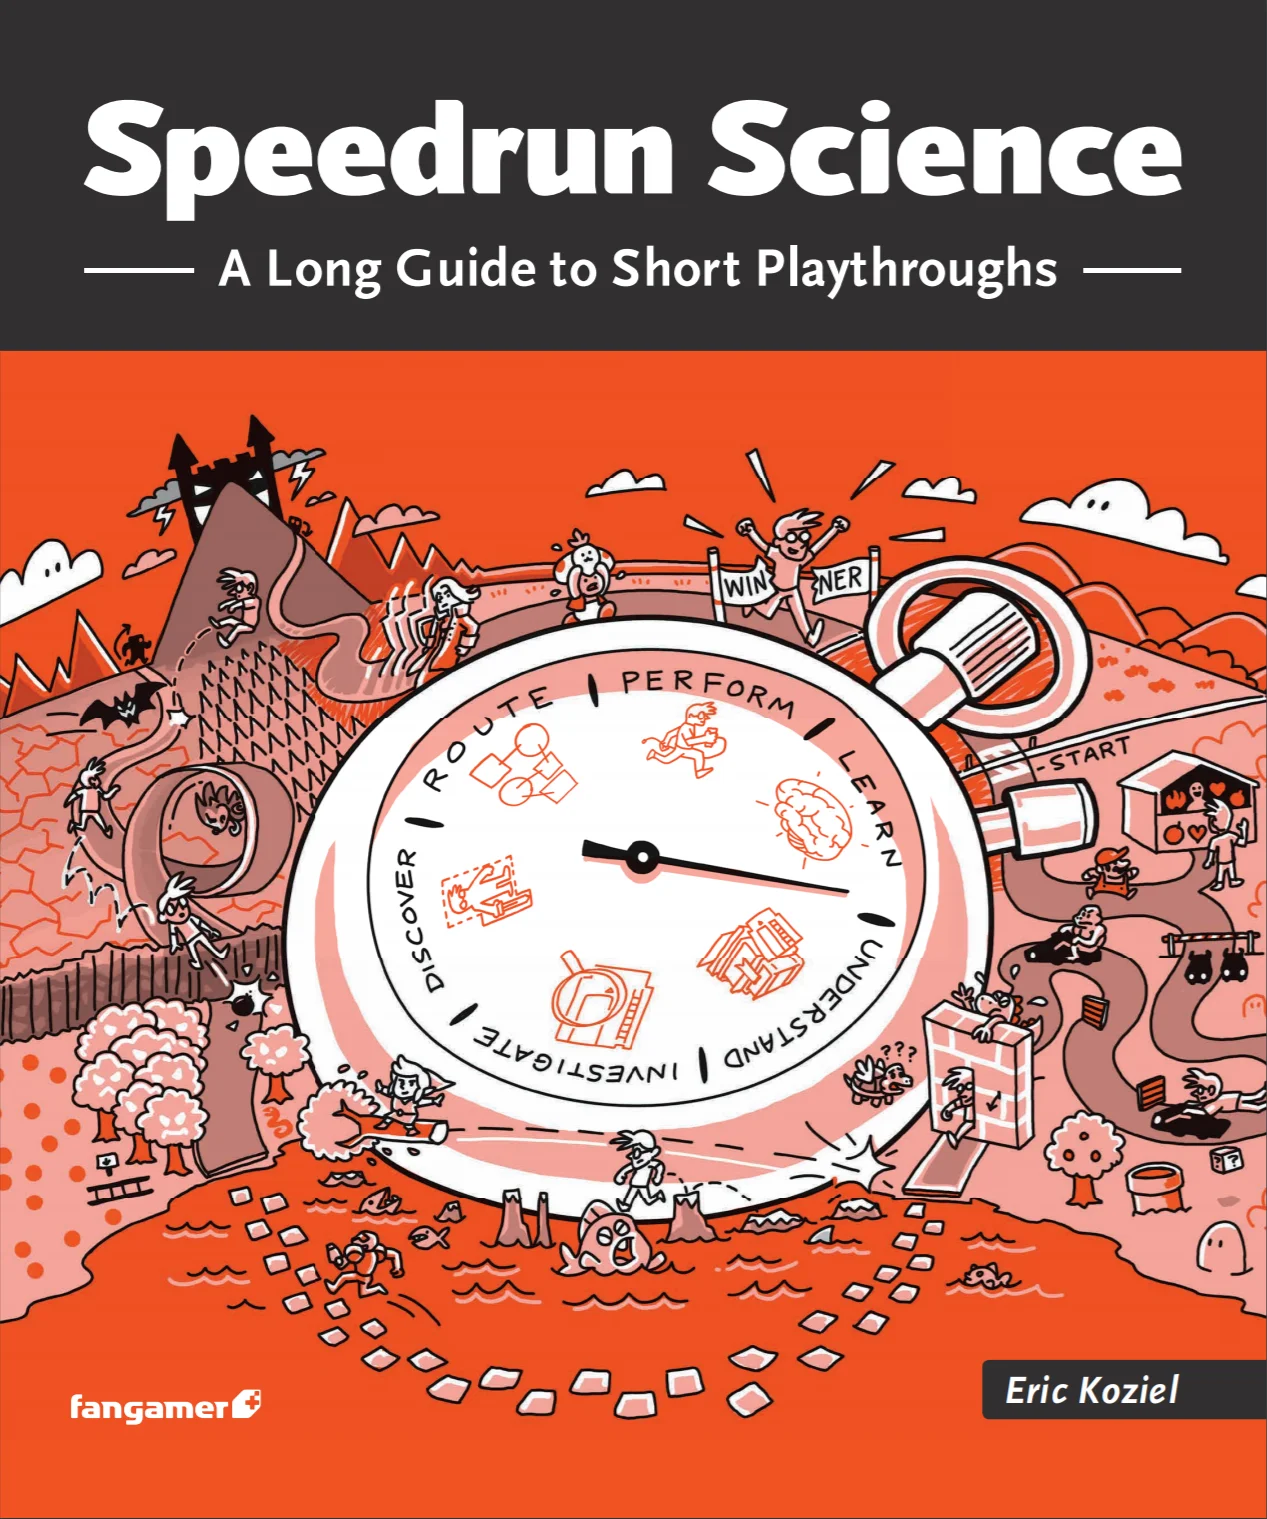 Speedrun Science
A Long Guide to Short Playthroughs
WIN NER
PERFORM
LEARN
UNDERSTAND
INVESTIGATE
DISCOVER
ROUTE
START
???
? ?
fangamer
Eric Koziel